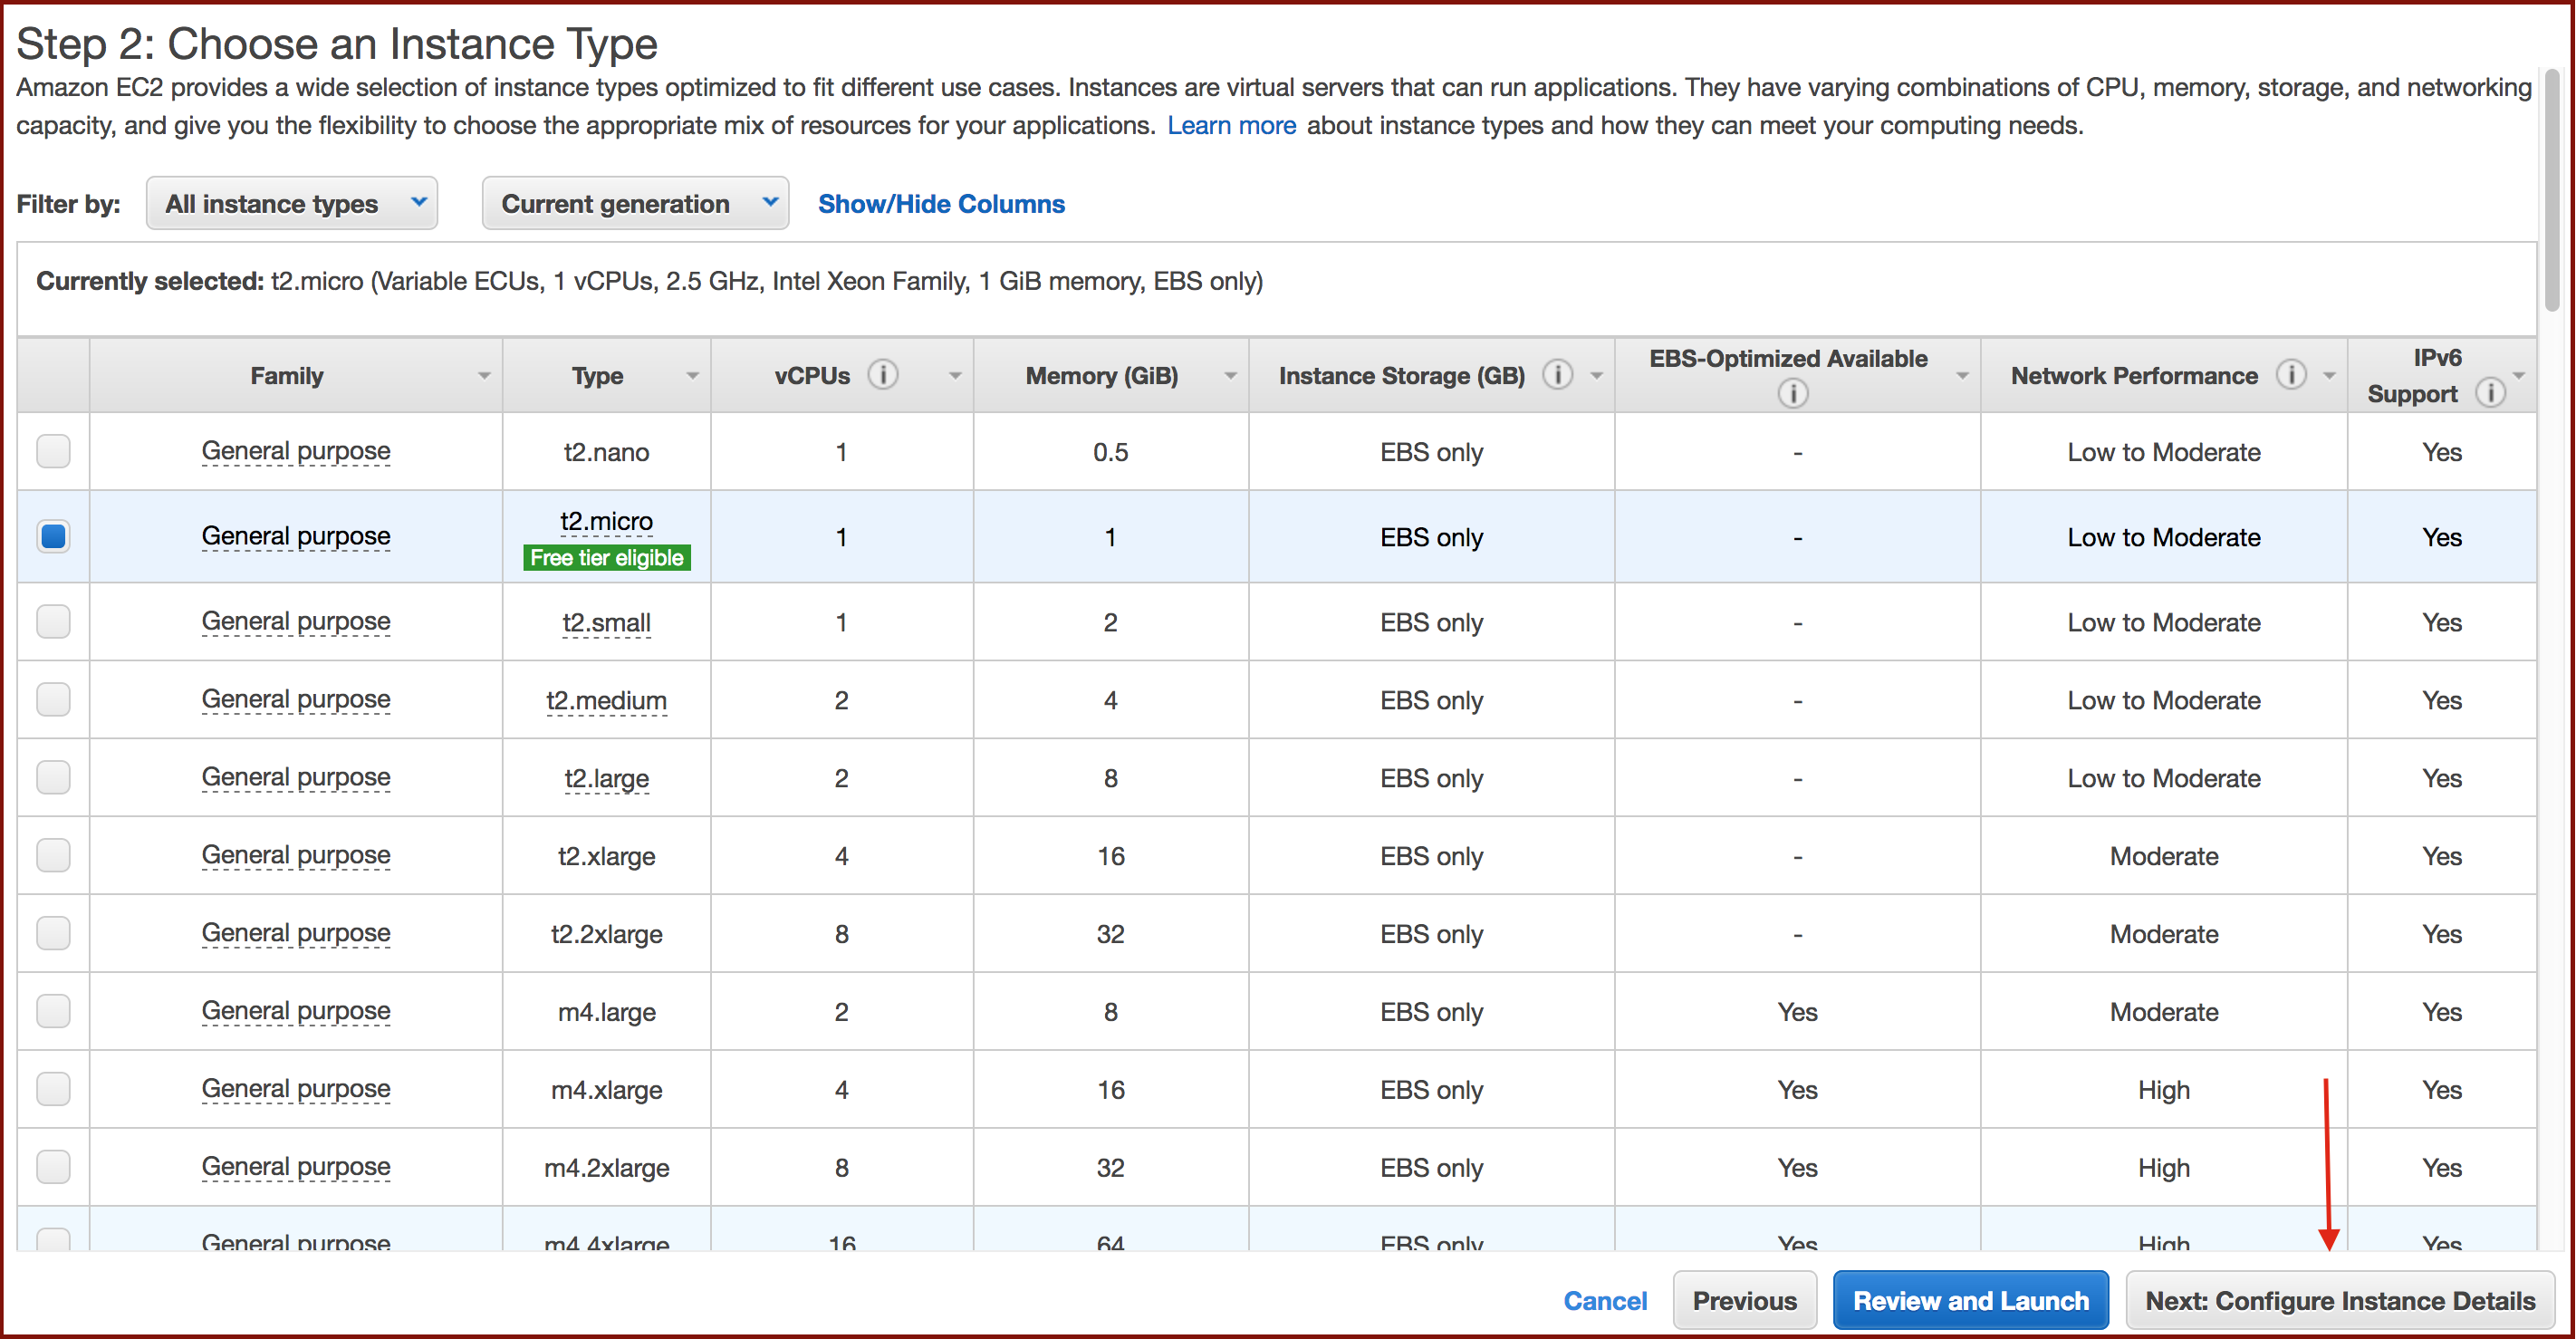 Step 2: Choose an Instance Type
Amazon EC2 provides a wide selection of instance types optimized to fit different use cases. Instances are virtual servers that can run applications. They have varying combinations of CPU, memory, storage, and networking
capacity, and give you the flexibility to choose the appropriate mix of resources for your applications. Learn more about instance types and how they can meet your computing needs.
Filter by: All instance types Current generation Show/Hide Columns
Currently selected: t2.micro (Variable ECUs, 1 vCPUs, 2.5 GHz, Intel Xeon Family, 1 GiB memory, EBS only)
Family Type vCPUs i Memory (GiB) Instance Storage (GB) i EBS-Optimized Available i Network Performance i IPv6 Support i
General purpose t2.nano 1 0.5 EBS only - Low to Moderate Yes
General purpose t2.micro Free tier eligible 1 1 EBS only - Low to Moderate Yes
General purpose t2.small 1 2 EBS only - Low to Moderate Yes
General purpose t2.medium 2 4 EBS only - Low to Moderate Yes
General purpose t2.large 2 8 EBS only - Low to Moderate Yes
General purpose t2.xlarge 4 16 EBS only - Moderate Yes
General purpose t2.2xlarge 8 32 EBS only - Moderate Yes
General purpose m4.large 2 8 EBS only Yes Moderate Yes
General purpose m4.xlarge 4 16 EBS only Yes High Yes
General purpose m4.2xlarge 8 32 EBS only Yes High Yes
General purpose m4.4xlarge 16 64 EBS only Yes High Yes
Cancel Previous Review and Launch Next: Configure Instance Details